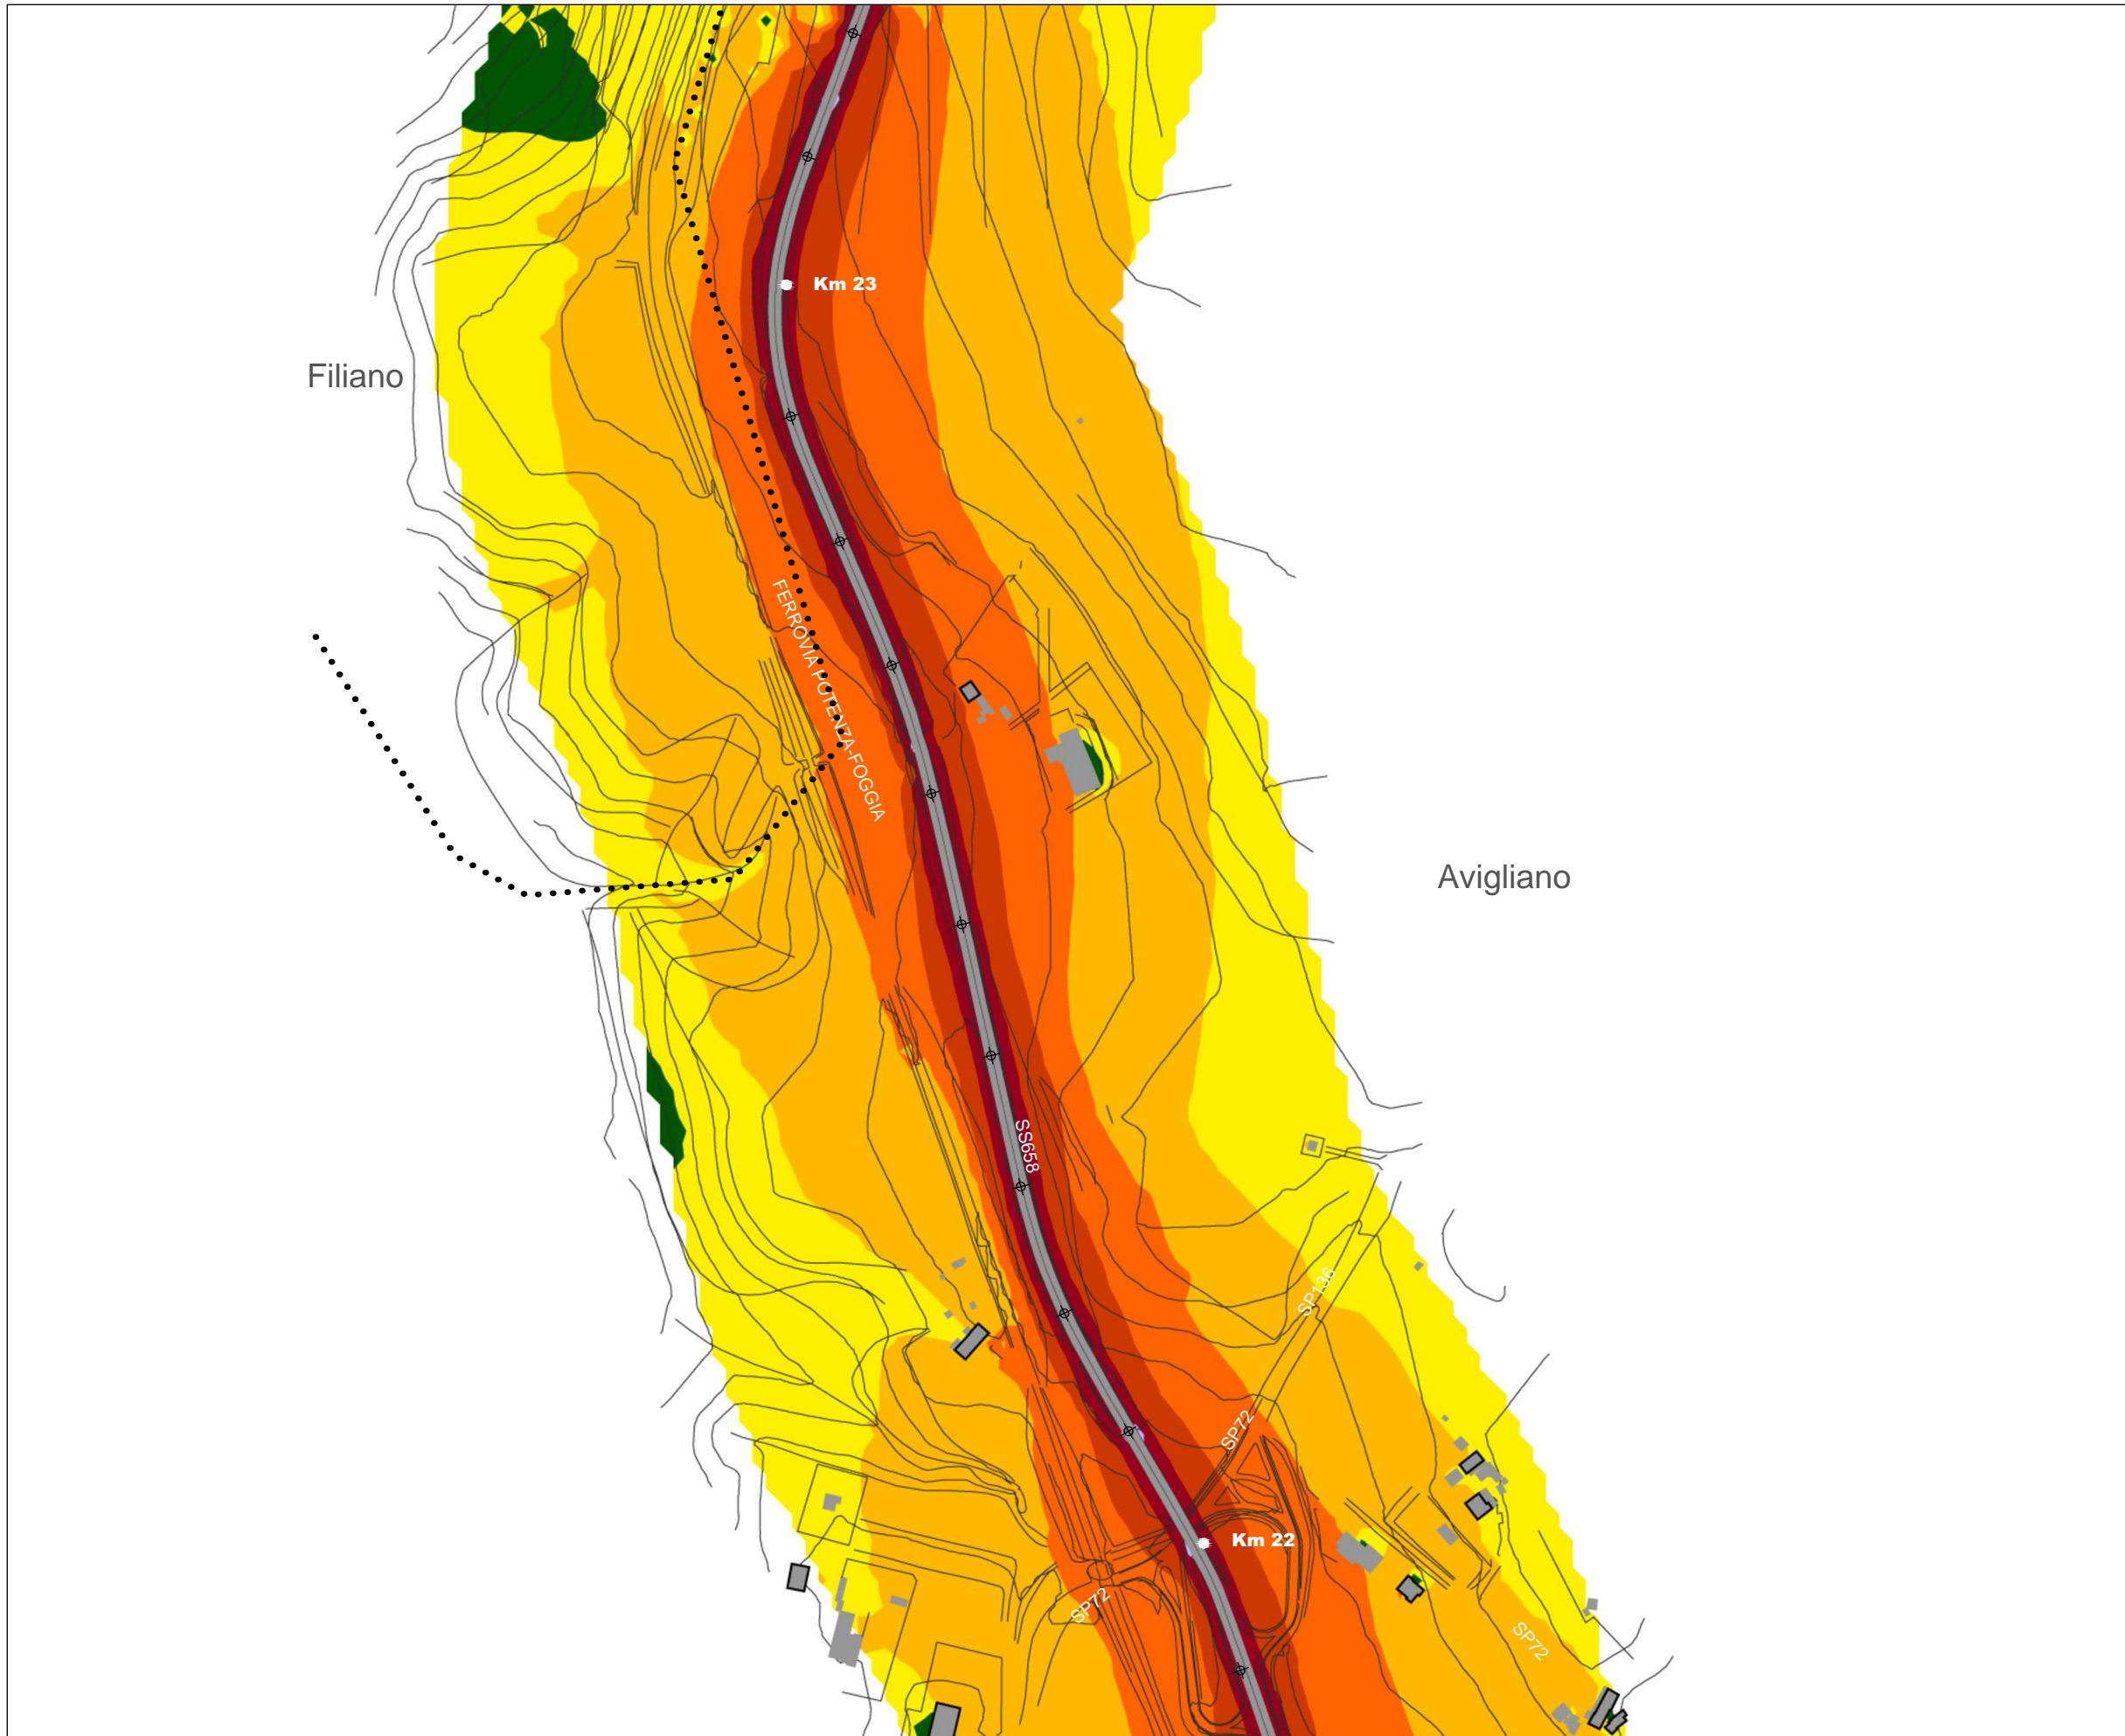 Km 23
Filiano
FERROVIA POTENZA-FOGGIA
Avigliano
SS658
SP136
SP72
Km 22
SP72
SP72